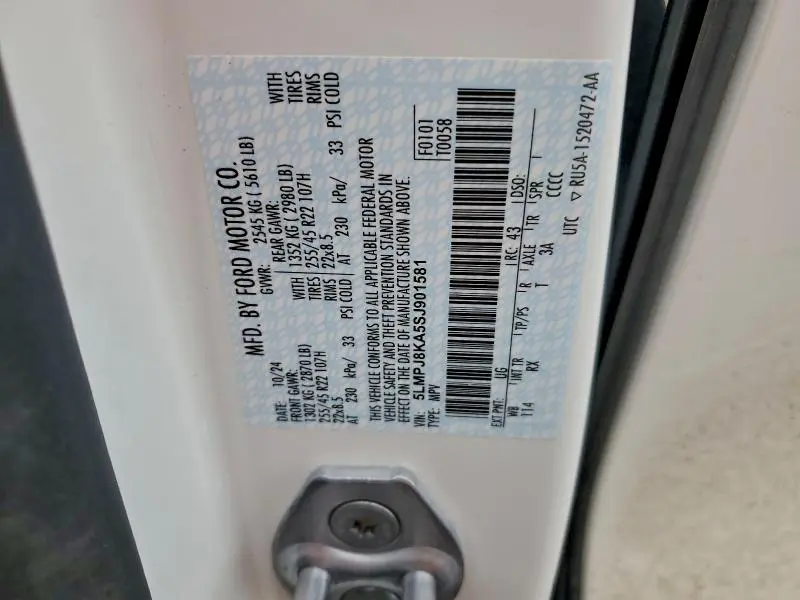 MFD. BY FORD MOTOR CO.
DATE: 10/24 GVWR: 2545 KG ( 5610 LB)
FRONT GAWR: REAR GAWR:
1302 KG ( 2870 LB) WITH 1352 KG ( 2980 LB) WITH
255/45 R22 107H TIRES 255/45 R22 107H TIRES
22x8.5 RIMS 22x8.5 RIMS
AT 230 kPa/ 33 PSI COLD AT 230 kPa/ 33 PSI COLD
THIS VEHICLE CONFORMS TO ALL APPLICABLE FEDERAL MOTOR
VEHICLE SAFETY AND THEFT PREVENTION STANDARDS IN
EFFECT ON THE DATE OF MANUFACTURE SHOWN ABOVE.
VIN: 5LMPJ8KA5SJ901581
TYPE: MPV
F0101
T0058
EXT PNT: UG RC: 43 DSO:
WB INT TR TP/PS R AXLE TR SPR
114 RX T 3A CCCC
UTC ▽ RU5A-1520472-AA